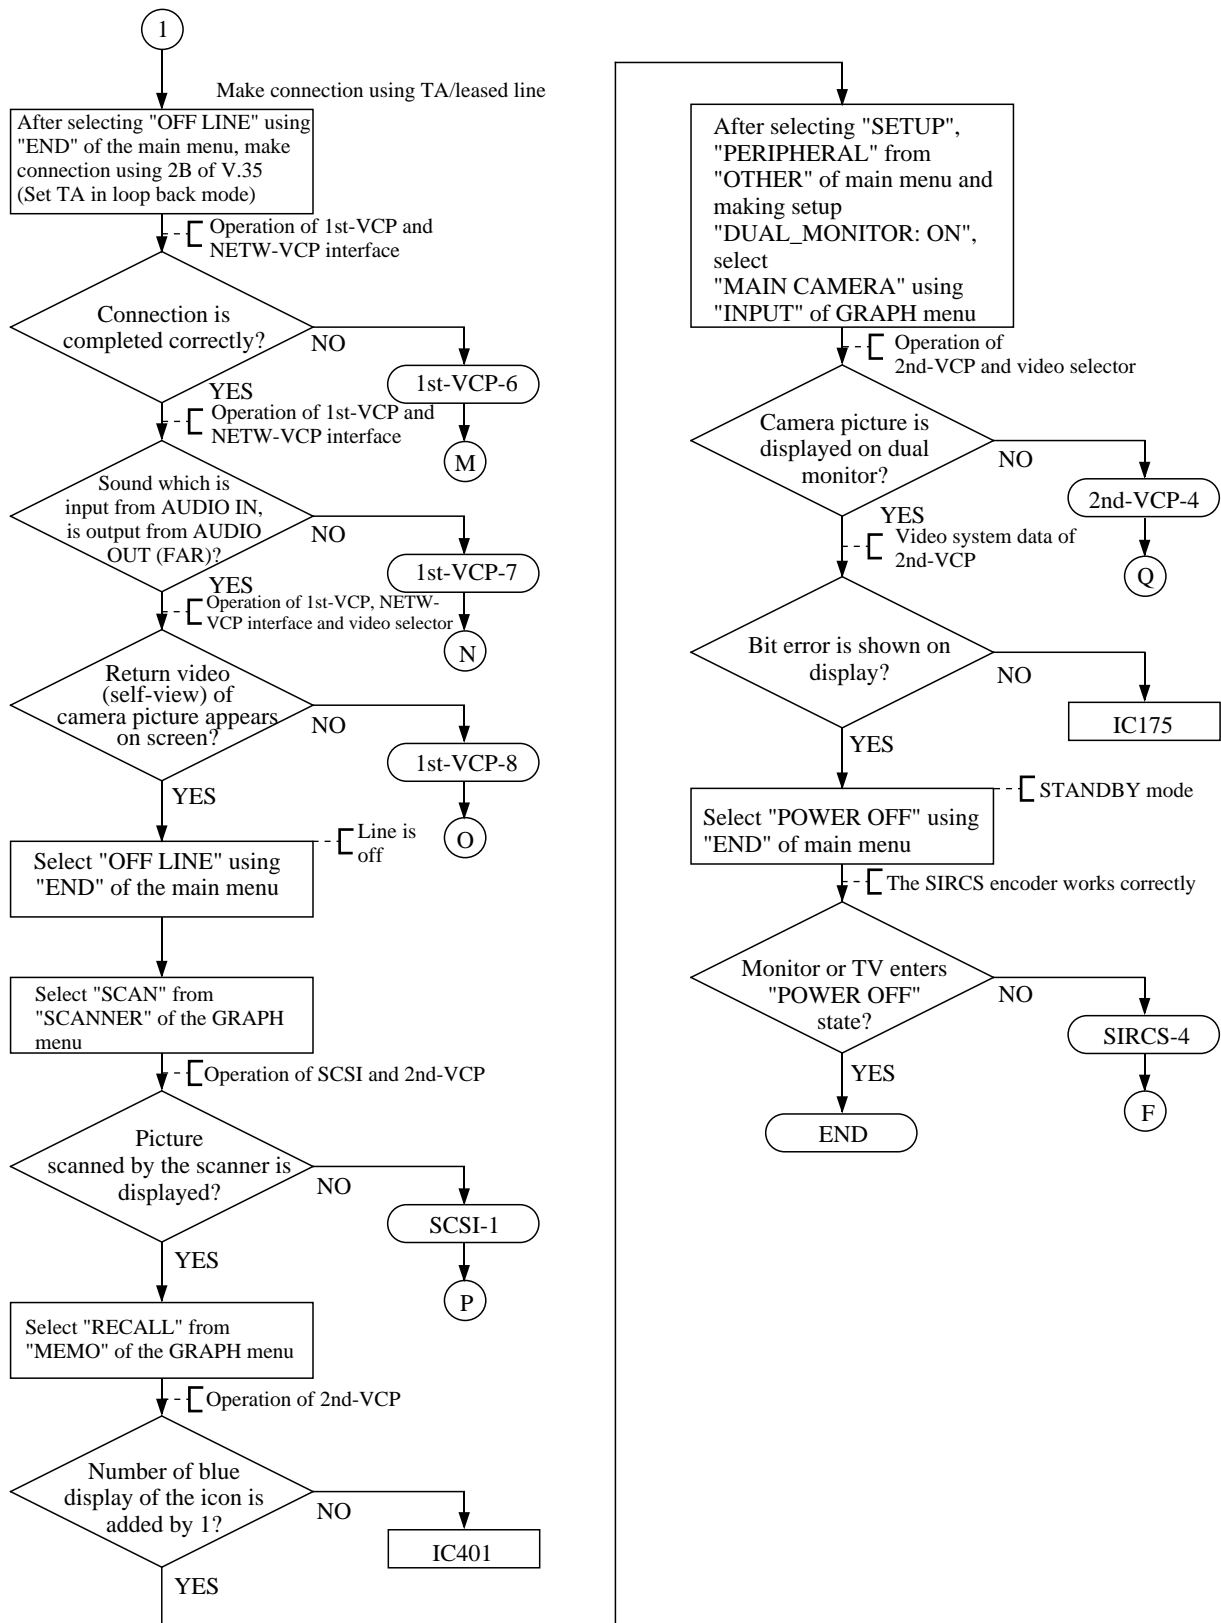 1
Make connection using TA/leased line
After selecting "OFF LINE" using
"END" of the main menu, make
connection using 2B of V.35
(Set TA in loop back mode)
Operation of 1st-VCP and
NETW-VCP interface
Connection is
completed correctly?
NO
YES
1st-VCP-6
M
Operation of 1st-VCP and
NETW-VCP interface
Sound which is
input from AUDIO IN,
is output from AUDIO
OUT (FAR)?
NO
YES
1st-VCP-7
N
Operation of 1st-VCP, NETW-
VCP interface and video selector
Return video
(self-view) of
camera picture appears
on screen?
NO
YES
1st-VCP-8
O
Line is
off
Select "OFF LINE" using
"END" of the main menu
Select "SCAN" from
"SCANNER" of the GRAPH
menu
Operation of SCSI and 2nd-VCP
Picture
scanned by the scanner is
displayed?
NO
YES
SCSI-1
P
Select "RECALL" from
"MEMO" of the GRAPH menu
Operation of 2nd-VCP
Number of blue
display of the icon is
added by 1?
NO
YES
IC401
After selecting "SETUP",
"PERIPHERAL" from
"OTHER" of main menu and
making setup
"DUAL_MONITOR: ON",
select
"MAIN CAMERA" using
"INPUT" of GRAPH menu
Operation of
2nd-VCP and video selector
Camera picture is
displayed on dual
monitor?
NO
YES
2nd-VCP-4
Q
Video system data of
2nd-VCP
Bit error is shown on
display?
NO
YES
IC175
STANDBY mode
Select "POWER OFF" using
"END" of main menu
The SIRCS encoder works correctly
Monitor or TV enters
"POWER OFF"
state?
NO
YES
SIRCS-4
F
END